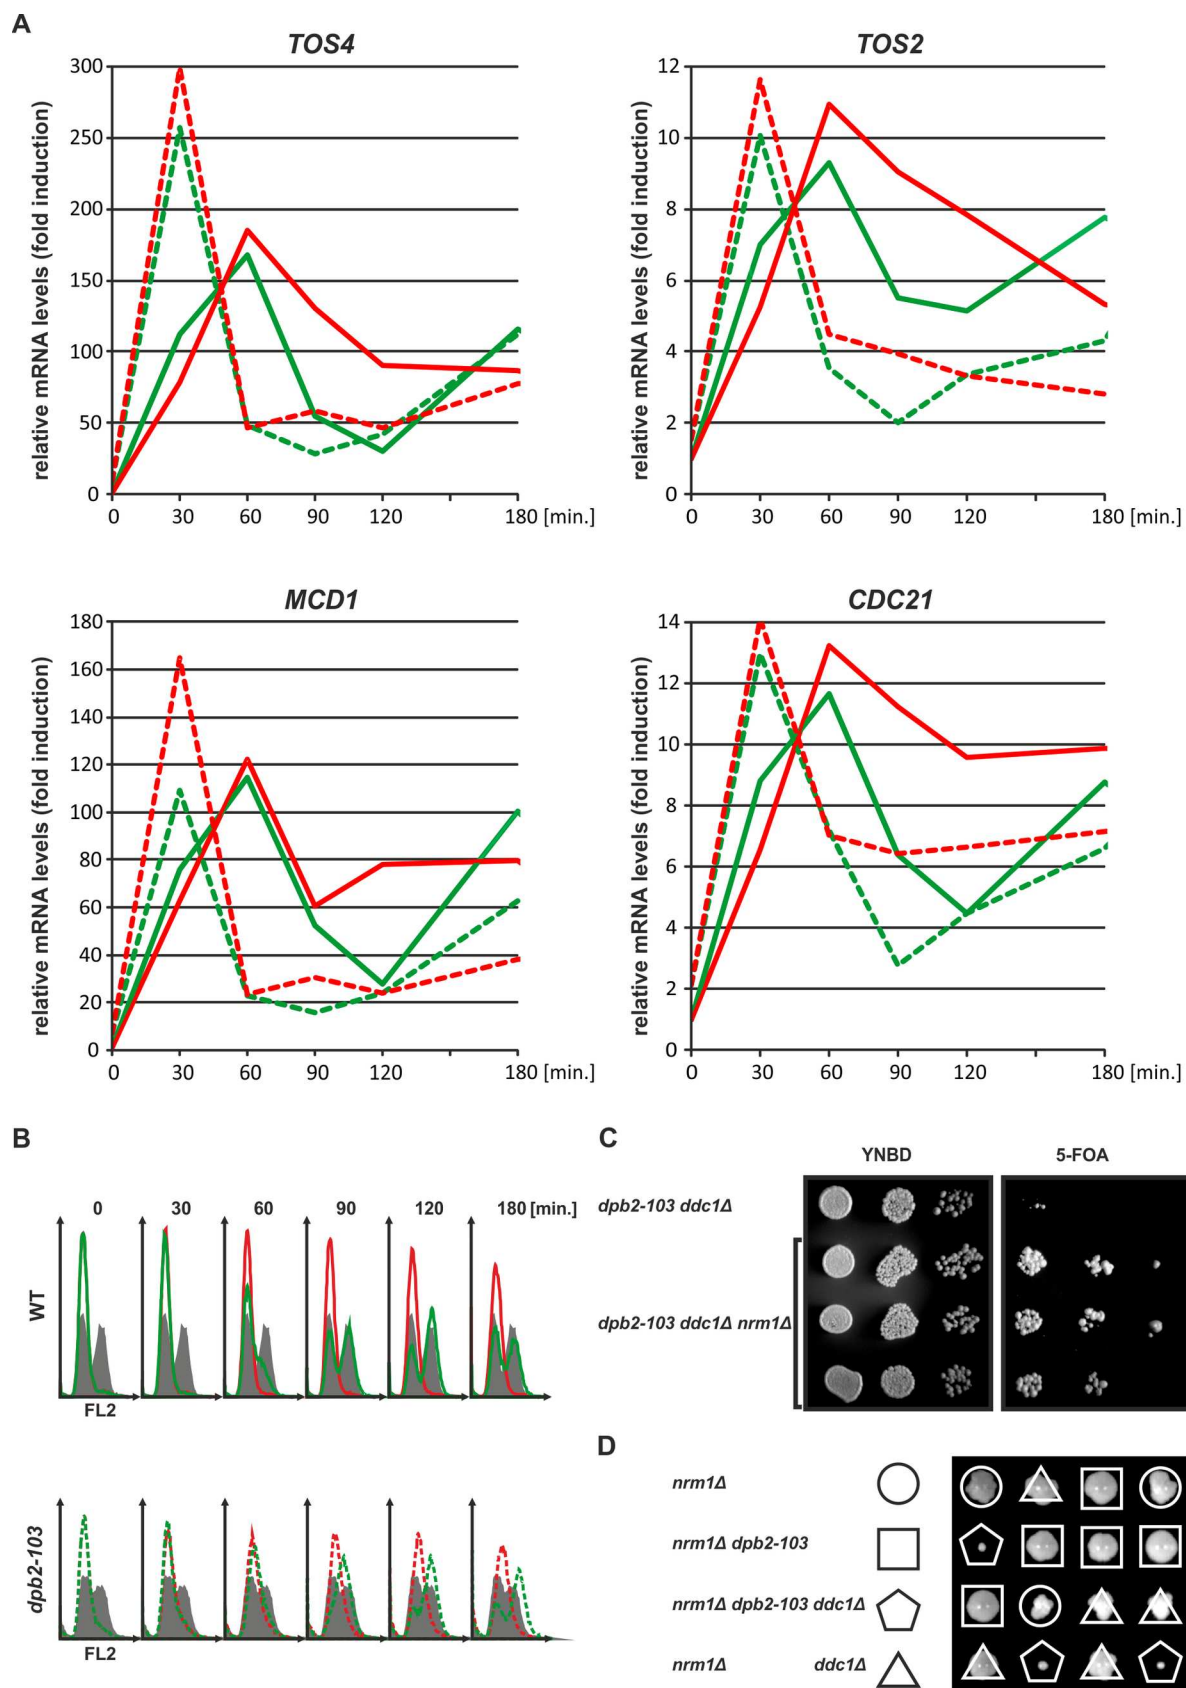 A
TOS4
TOS2
relative mRNA levels (fold induction)
300
250
200
150
100
50
0
0 30 60 90 120 180 [min.]
relative mRNA levels (fold induction)
12
10
8
6
4
2
0
0 30 60 90 120 180 [min.]
MCD1
CDC21
relative mRNA levels (fold induction)
180
160
140
120
100
80
60
40
20
0
0 30 60 90 120 180 [min.]
relative mRNA levels (fold induction)
14
12
10
8
6
4
2
0
0 30 60 90 120 180 [min.]
B
0 30 60 90 120 180 [min.]
WT
FL2
dpb2-103
FL2
C
YNBD 5-FOA
dpb2-103 ddc1Δ
dpb2-103 ddc1Δ nrm1Δ
D
nrm1Δ
nrm1Δ dpb2-103
nrm1Δ dpb2-103 ddc1Δ
nrm1Δ ddc1Δ